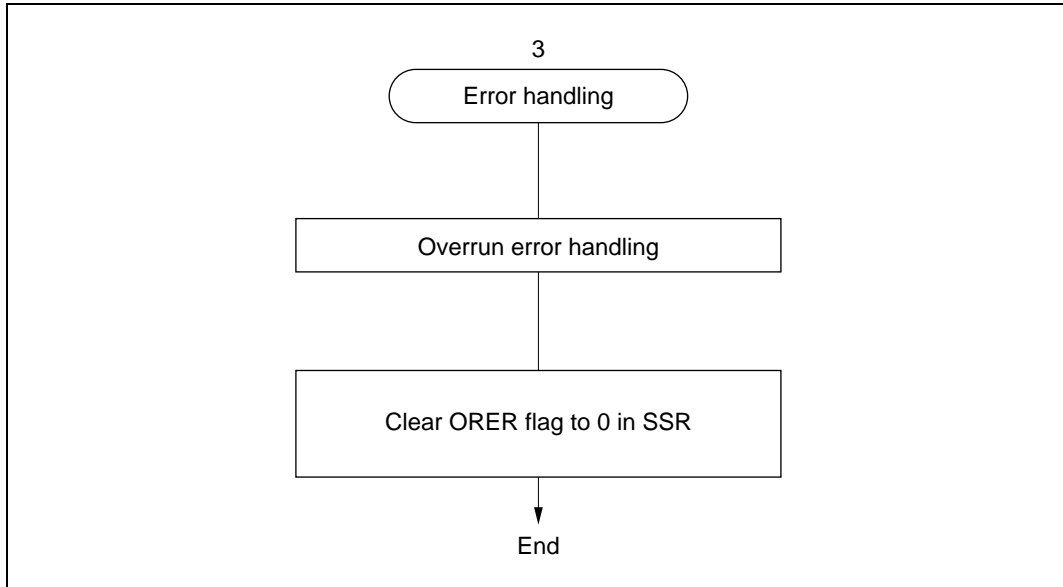 3
Error handling
Overrun error handling
Clear ORER flag to 0 in SSR
End